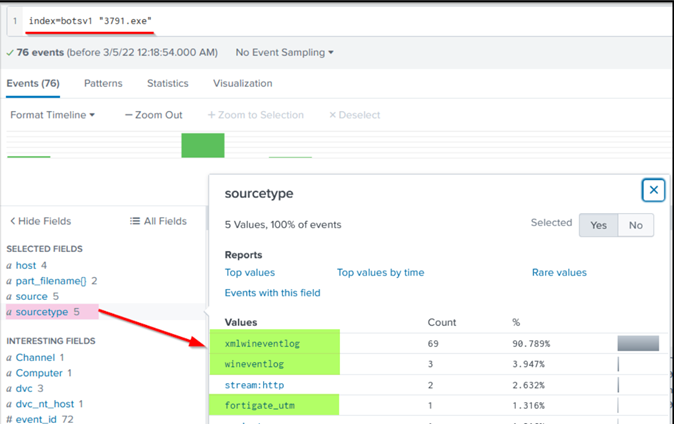 1 index=botsv1 "3791.exe"
✓ 76 events (before 3/5/22 12:18:54.000 AM) No Event Sampling ▾
Events (76) Patterns Statistics Visualization
Format Timeline ▾ — Zoom Out + Zoom to Selection × Deselect
< Hide Fields ≔ All Fields
SELECTED FIELDS
a host 4
a part_filename{} 2
a source 5
a sourcetype 5
INTERESTING FIELDS
a Channel 1
a Computer 1
a dvc 3
a dvc_nt_host 1
# event_id 72
sourcetype ×
5 Values, 100% of events Selected Yes No
Reports
Top values Top values by time Rare values
Events with this field
Values Count %
xmlwineventlog 69 90.789%
wineventlog 3 3.947%
stream:http 2 2.632%
fortigate_utm 1 1.316%